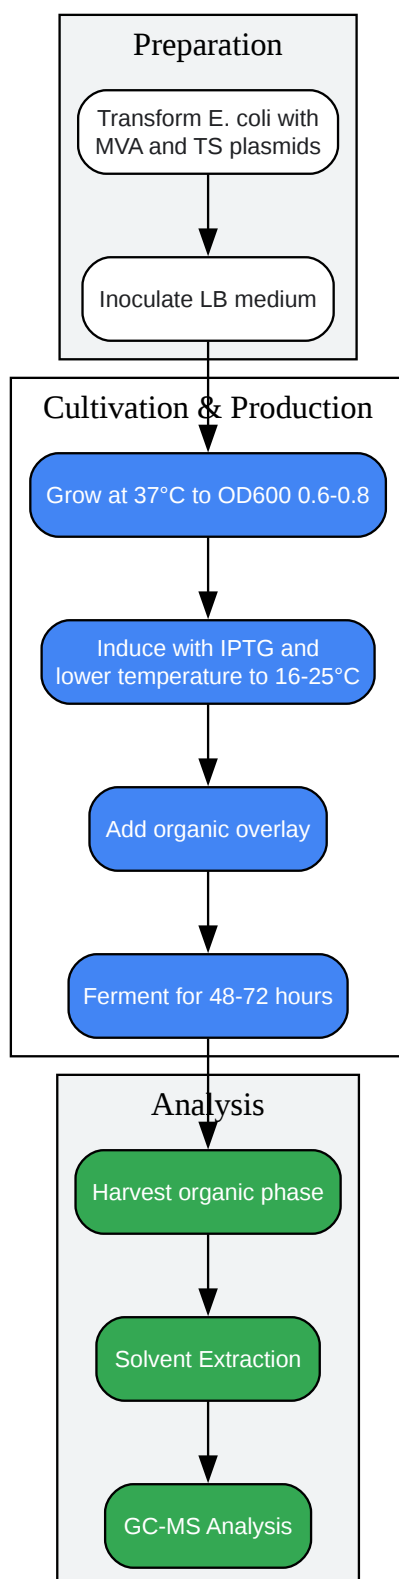 Preparation
Transform E. coli with
MVA and TS plasmids
Inoculate LB medium
Cultivation & Production
Grow at 37°C to OD600 0.6-0.8
Induce with IPTG and
lower temperature to 16-25°C
Add organic overlay
Ferment for 48-72 hours
Analysis
Harvest organic phase
Solvent Extraction
GC-MS Analysis